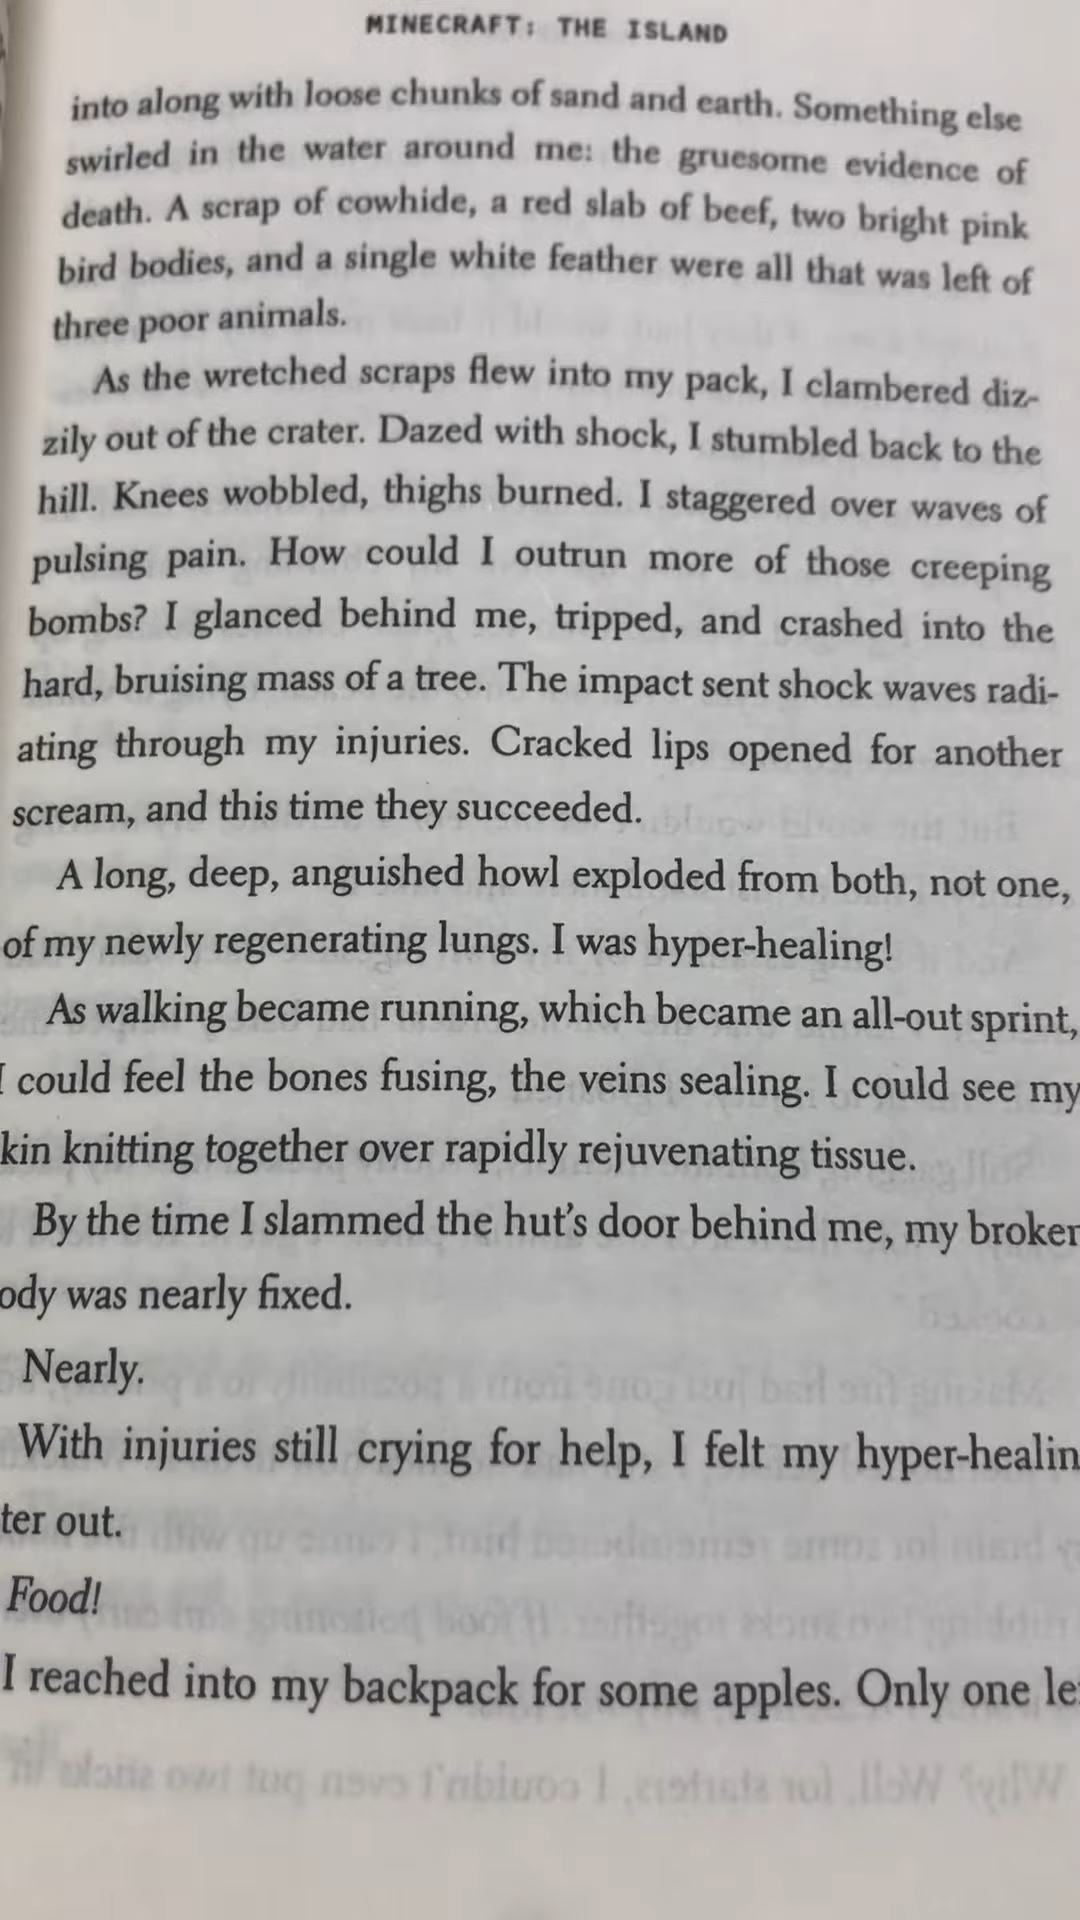 MINECRAFT: THE ISLAND
into along with loose chunks of sand and earth. Something else
swirled in the water around me: the gruesome evidence of
death. A scrap of cowhide, a red slab of beef, two bright pink
bird bodies, and a single white feather were all that was left of
three poor animals.
As the wretched scraps flew into my pack, I clambered diz-
zily out of the crater. Dazed with shock, I stumbled back to the
hill. Knees wobbled, thighs burned. I staggered over waves of
pulsing pain. How could I outrun more of those creeping
bombs? I glanced behind me, tripped, and crashed into the
hard, bruising mass of a tree. The impact sent shock waves radi-
ating through my injuries. Cracked lips opened for another
scream, and this time they succeeded.
A long, deep, anguished howl exploded from both, not one,
of my newly regenerating lungs. I was hyper-healing!
As walking became running, which became an all-out sprint,
I could feel the bones fusing, the veins sealing. I could see my
kin knitting together over rapidly rejuvenating tissue.
By the time I slammed the hut's door behind me, my broken
ody was nearly fixed.
Nearly.
With injuries still crying for help, I felt my hyper-healin
ter out.
Food!
I reached into my backpack for some apples. Only one le